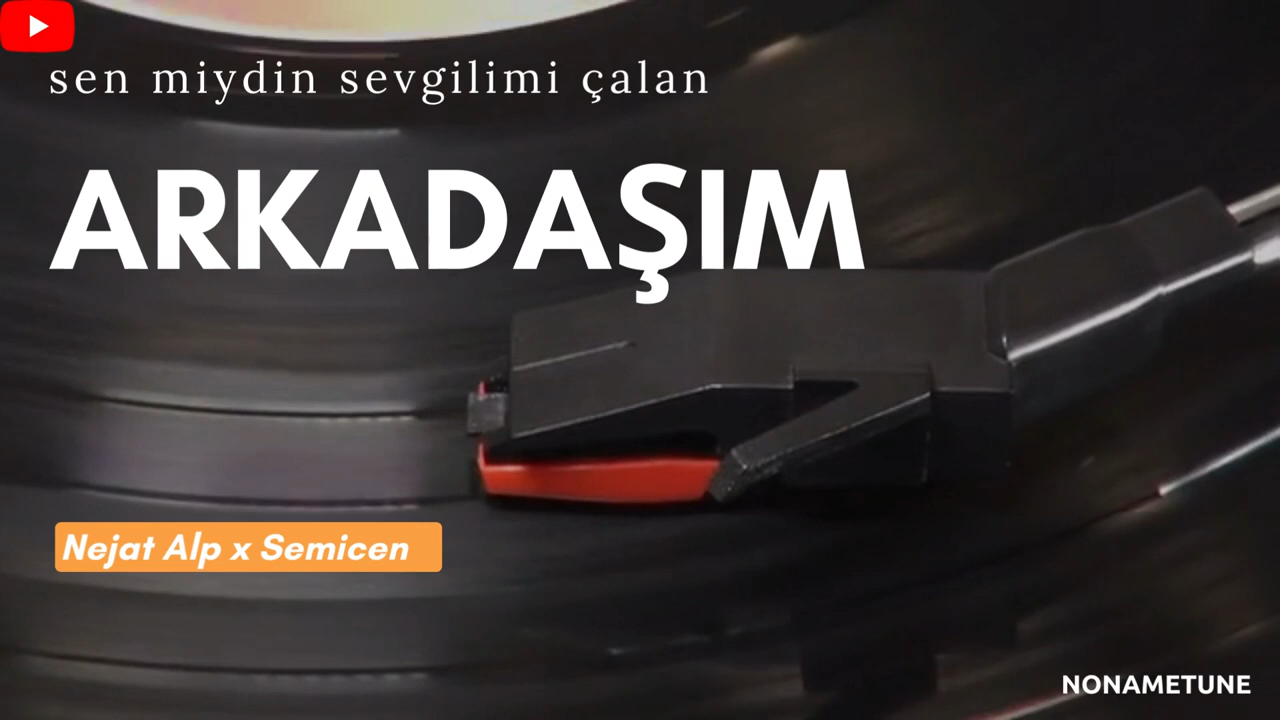 sen miydin sevgilimi çalan
ARKADAŞIM
Nejat Alp x Semicen
NONAMETUNE